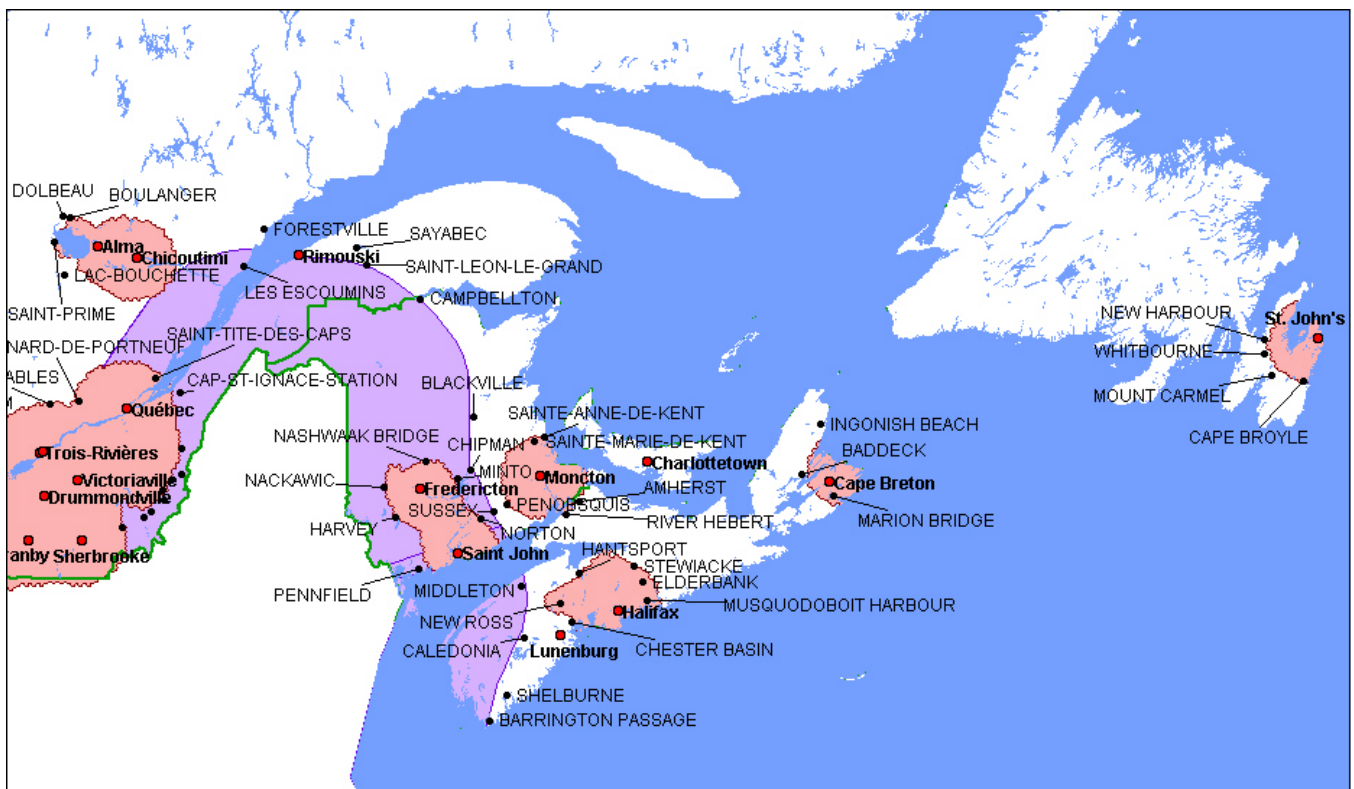 DOLBEAU
BOULANGER
FORESTVILLE
SAYABEC
Alma
Chicoutimi
Rimouski
LAC-BOUCHETTE
SAINT-LEON-LE-GRAND
LES ESCOUMINS
CAMPBELLTON
SAINT-PRIME
SAINT-TITE-DES-CAPS
NARD-DE-PORTNEUF
ABLES
M
CAP-ST-IGNACE-STATION
Québec
BLACKVILLE
NEW HARBOUR
St. John's
WHITBOURNE
MOUNT CARMEL
CAPE BROYLE
SAINTE-ANNE-DE-KENT
INGONISH BEACH
NASHWAAK BRIDGE
CHIPMAN
SAINTE-MARIE-DE-KENT
BADDECK
Trois-Rivières
MINTO
Charlottetown
Victoriaville
NACKAWIC
Fredericton
Moncton
AMHERST
Cape Breton
Drummondville
SUSSEX
PENOBSQUIS
RIVER HEBERT
MARION BRIDGE
HARVEY
NORTON
anby
Sherbrooke
Saint John
HANTSPORT
STEWIACKE
PENNFIELD
MIDDLETON
ELDERBANK
NEW ROSS
Halifax
MUSQUODOBOIT HARBOUR
CALEDONIA
Lunenburg
CHESTER BASIN
SHELBURNE
BARRINGTON PASSAGE